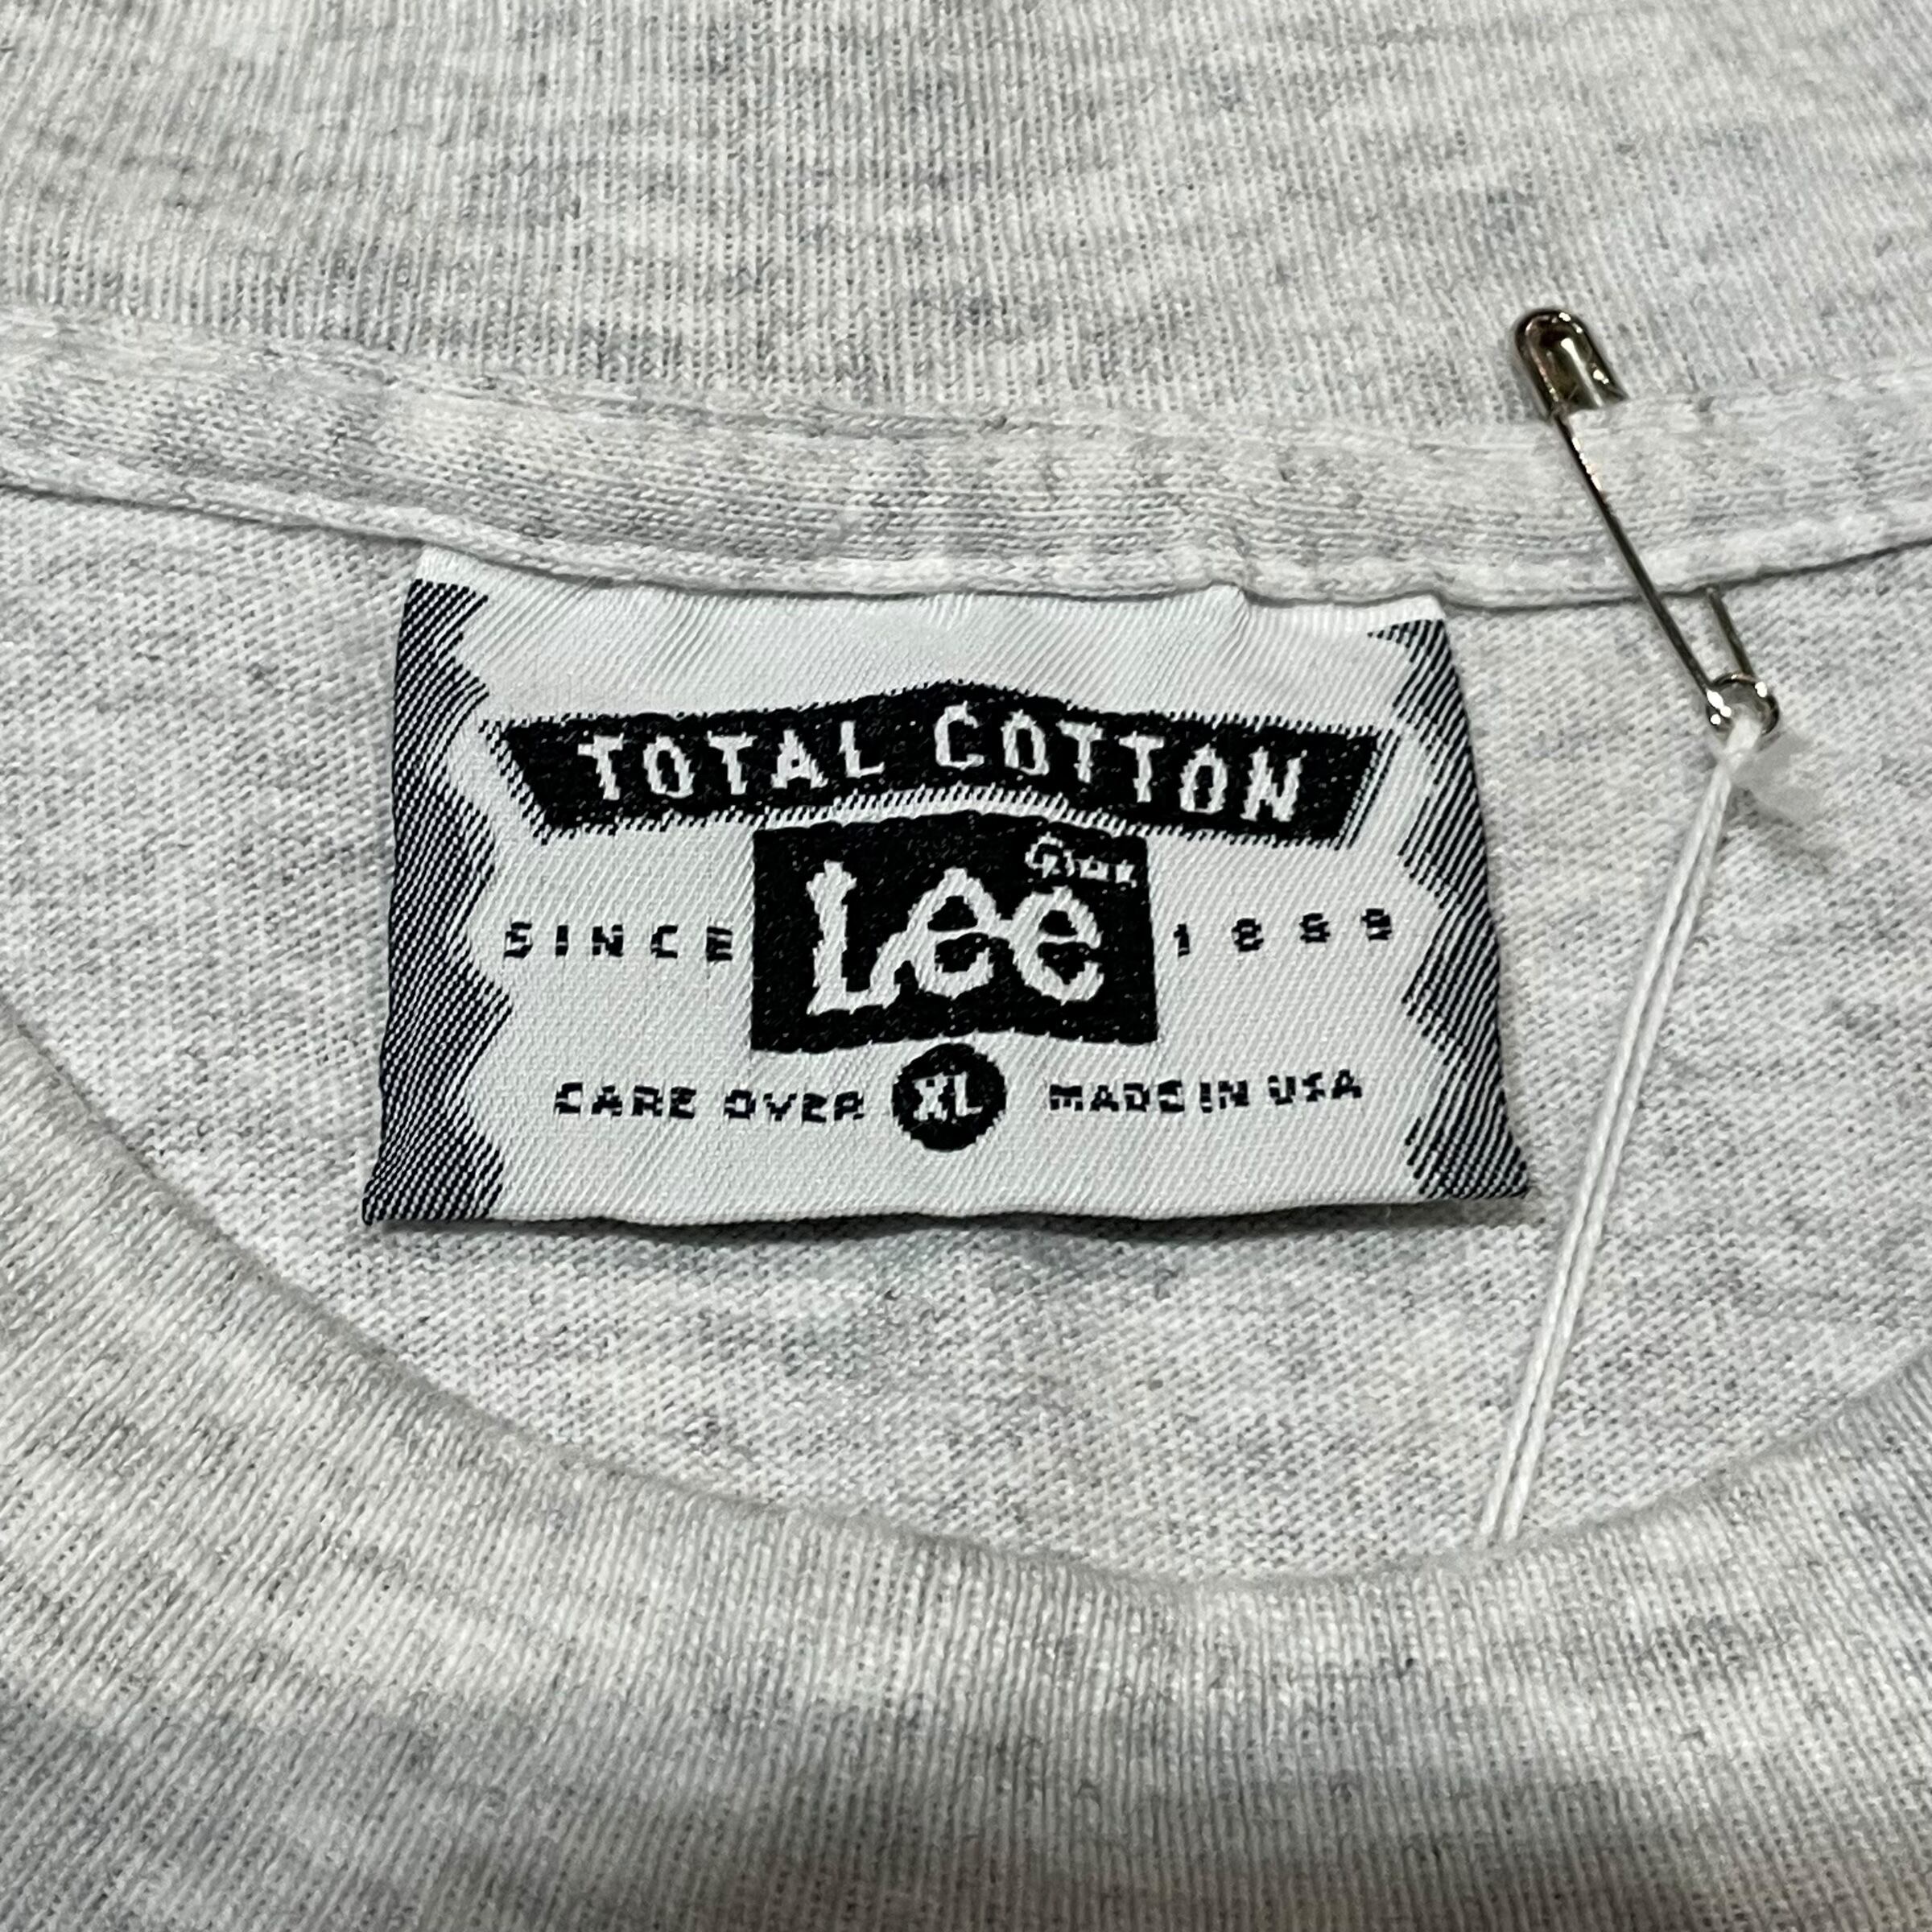 TOTAL COTTON
Lee
SINCE 1889
CARE OVER XL MADE IN USA